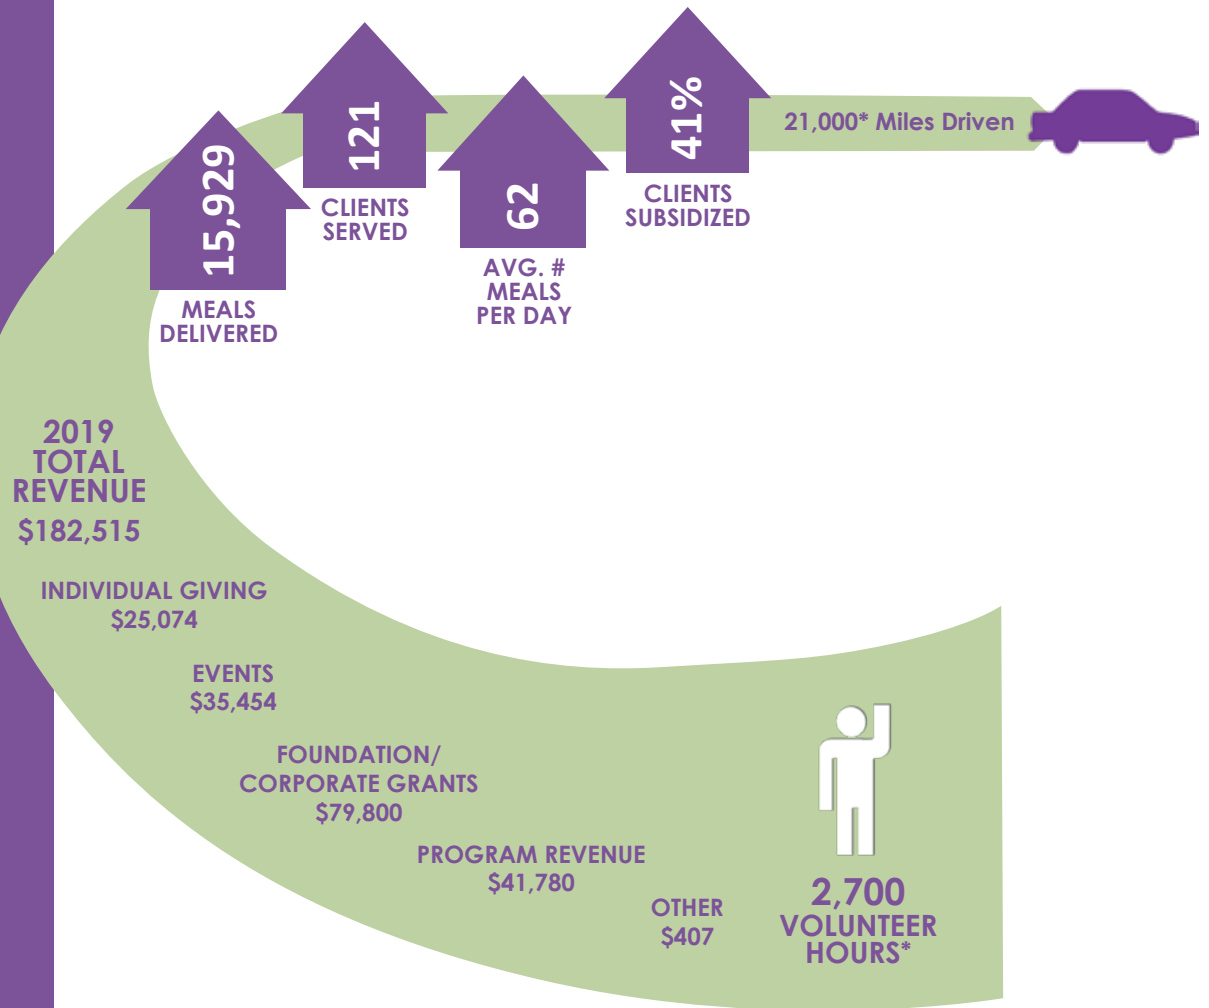 15,929
MEALS
DELIVERED
121
CLIENTS
SERVED
62
AVG. #
MEALS
PER DAY
41%
CLIENTS
SUBSIDIZED
21,000* Miles Driven
2019
TOTAL
REVENUE
$182,515
INDIVIDUAL GIVING
$25,074
EVENTS
$35,454
FOUNDATION/
CORPORATE GRANTS
$79,800
PROGRAM REVENUE
$41,780
OTHER
$407
2,700
VOLUNTEER
HOURS*